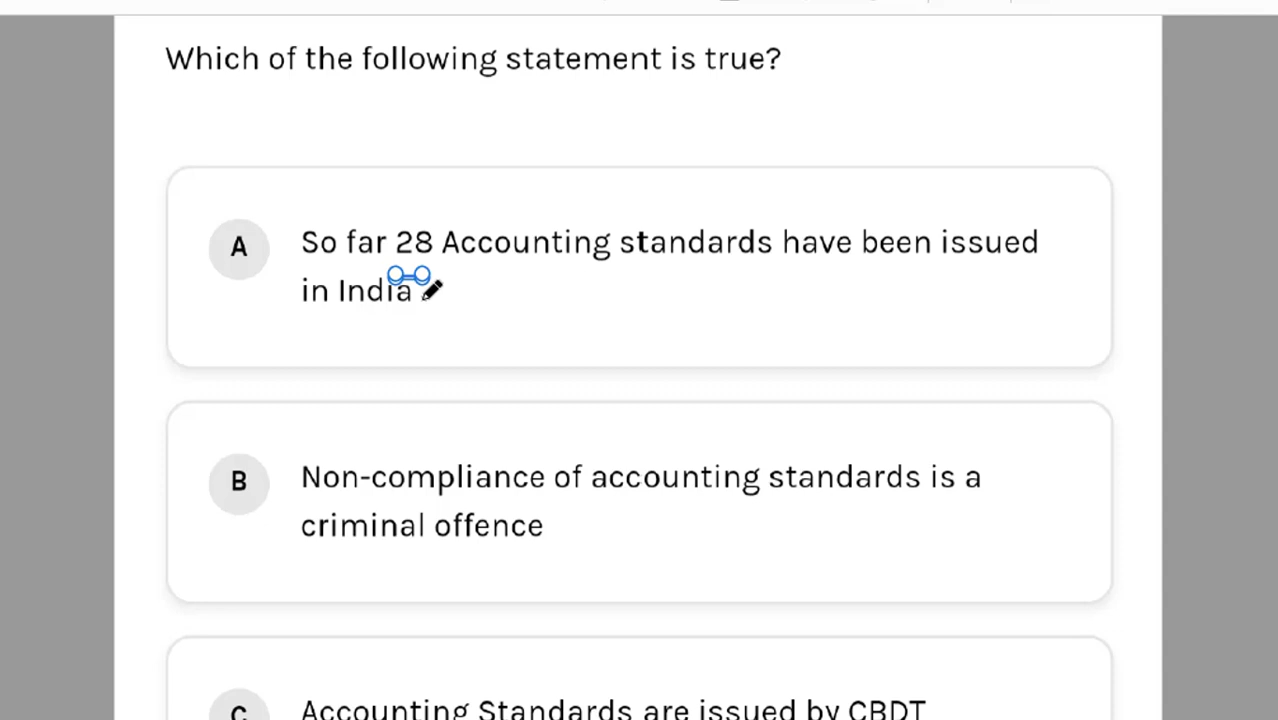 Which of the following statement is true?
A
So far 28 Accounting standards have been issued
in India
B
Non-compliance of accounting standards is a
criminal offence
C
Accounting Standards are issued by CBDT